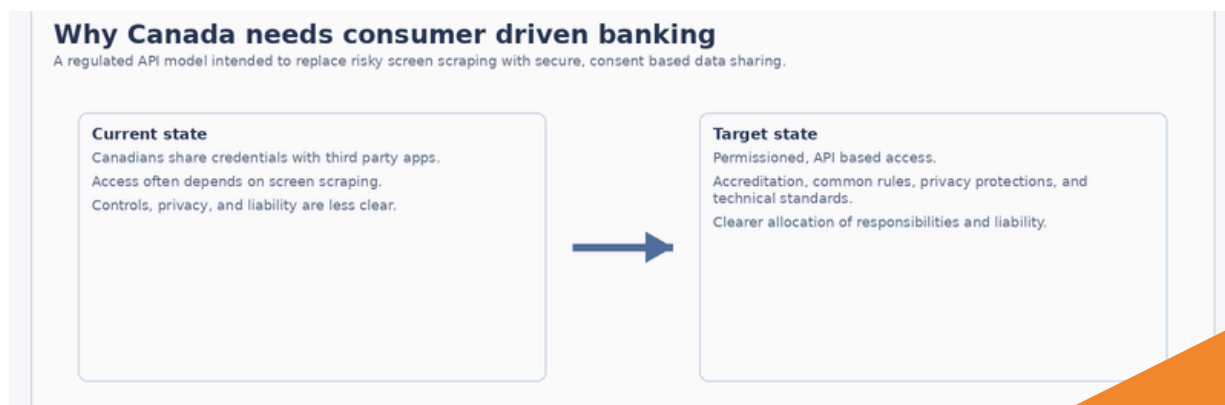 Why Canada needs consumer driven banking
A regulated API model intended to replace risky screen scraping with secure, consent based data sharing.
Current state
Canadians share credentials with third party apps.
Access often depends on screen scraping.
Controls, privacy, and liability are less clear.
Target state
Permissioned, API based access.
Accreditation, common rules, privacy protections, and
technical standards.
Clearer allocation of responsibilities and liability.